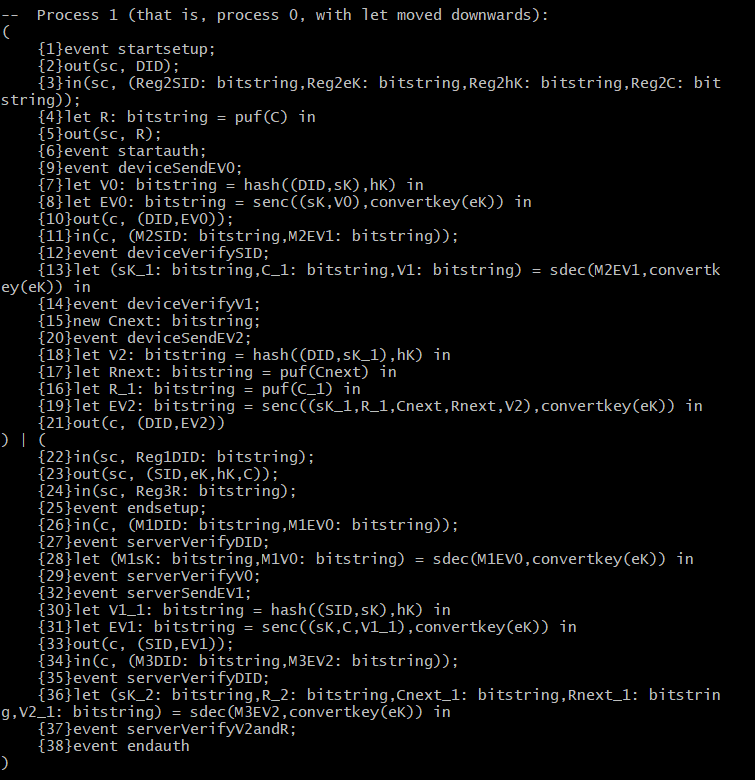 --  Process 1 (that is, process 0, with let moved downwards):
(
    {1}event startsetup;
    {2}out(sc, DID);
    {3}in(sc, (Reg2SID: bitstring,Reg2eK: bitstring,Reg2hK: bitstring,Reg2C: bit
string));
    {4}let R: bitstring = puf(C) in
    {5}out(sc, R);
    {6}event startauth;
    {9}event deviceSendEV0;
    {7}let V0: bitstring = hash((DID,sK),hK) in
    {8}let EV0: bitstring = senc((sK,V0),convertkey(eK)) in
    {10}out(c, (DID,EV0));
    {11}in(c, (M2SID: bitstring,M2EV1: bitstring));
    {12}event deviceVerifySID;
    {13}let (sK_1: bitstring,C_1: bitstring,V1: bitstring) = sdec(M2EV1,convertk
ey(eK)) in
    {14}event deviceVerifyV1;
    {15}new Cnext: bitstring;
    {20}event deviceSendEV2;
    {18}let V2: bitstring = hash((DID,sK_1),hK) in
    {17}let Rnext: bitstring = puf(Cnext) in
    {16}let R_1: bitstring = puf(C_1) in
    {19}let EV2: bitstring = senc((sK_1,R_1,Cnext,Rnext,V2),convertkey(eK)) in
    {21}out(c, (DID,EV2))
) | (
    {22}in(sc, Reg1DID: bitstring);
    {23}out(sc, (SID,eK,hK,C));
    {24}in(sc, Reg3R: bitstring);
    {25}event endsetup;
    {26}in(c, (M1DID: bitstring,M1EV0: bitstring));
    {27}event serverVerifyDID;
    {28}let (M1sK: bitstring,M1V0: bitstring) = sdec(M1EV0,convertkey(eK)) in
    {29}event serverVerifyV0;
    {32}event serverSendEV1;
    {30}let V1_1: bitstring = hash((SID,sK),hK) in
    {31}let EV1: bitstring = senc((sK,C,V1_1),convertkey(eK)) in
    {33}out(c, (SID,EV1));
    {34}in(c, (M3DID: bitstring,M3EV2: bitstring));
    {35}event serverVerifyDID;
    {36}let (sK_2: bitstring,R_2: bitstring,Cnext_1: bitstring,Rnext_1: bitstrin
g,V2_1: bitstring) = sdec(M3EV2,convertkey(eK)) in
    {37}event serverVerifyV2andR;
    {38}event endauth
)